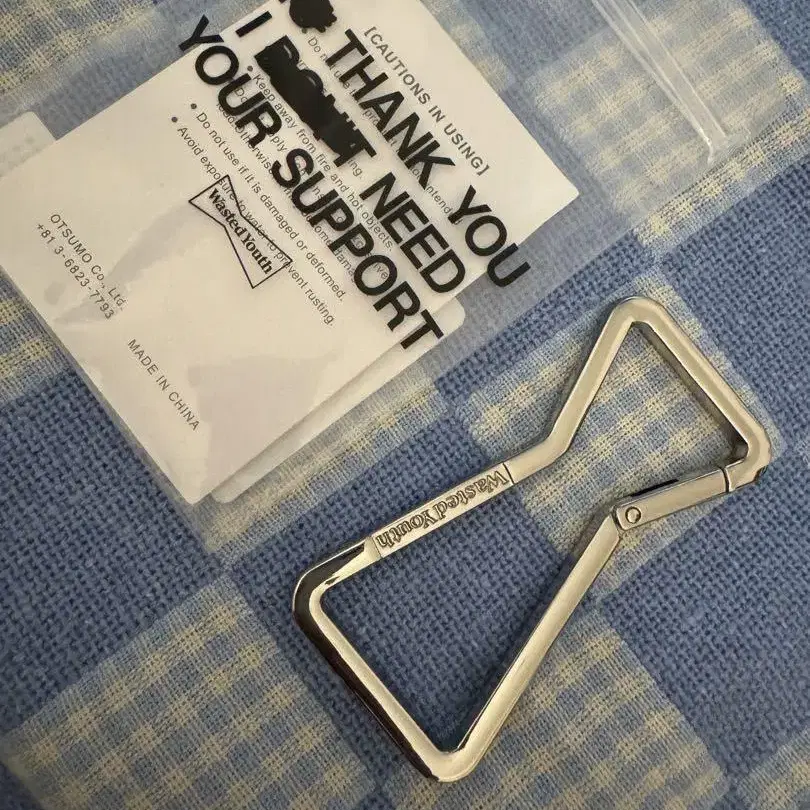 THANK YOU
I DON'T NEED
YOUR SUPPORT
[CAUTIONS IN USING]
Keep away from fire and hot objects.
Do not use if it is damaged or deformed.
Avoid exposure to water to prevent rusting.
Wasted Youth
OTSUMO Co., Ltd.
+81 3-6823-7793
MADE IN CHINA
Wasted Youth